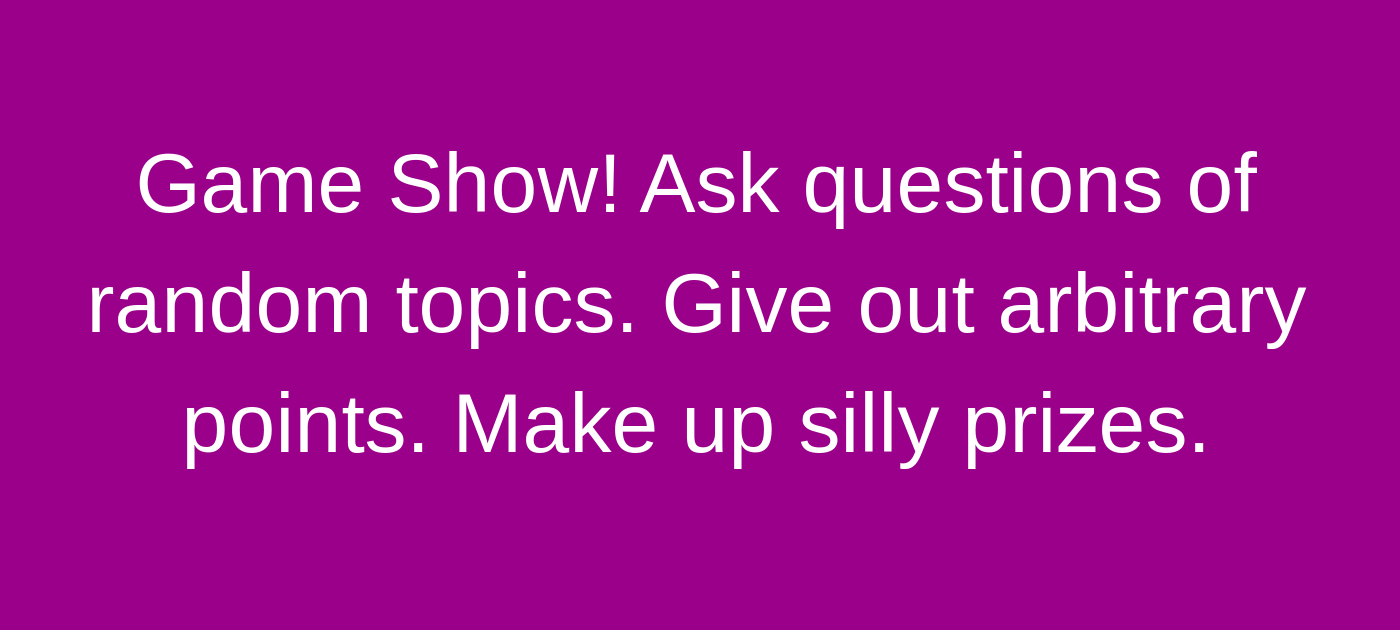 Game Show! Ask questions of
random topics. Give out arbitrary
points. Make up silly prizes.